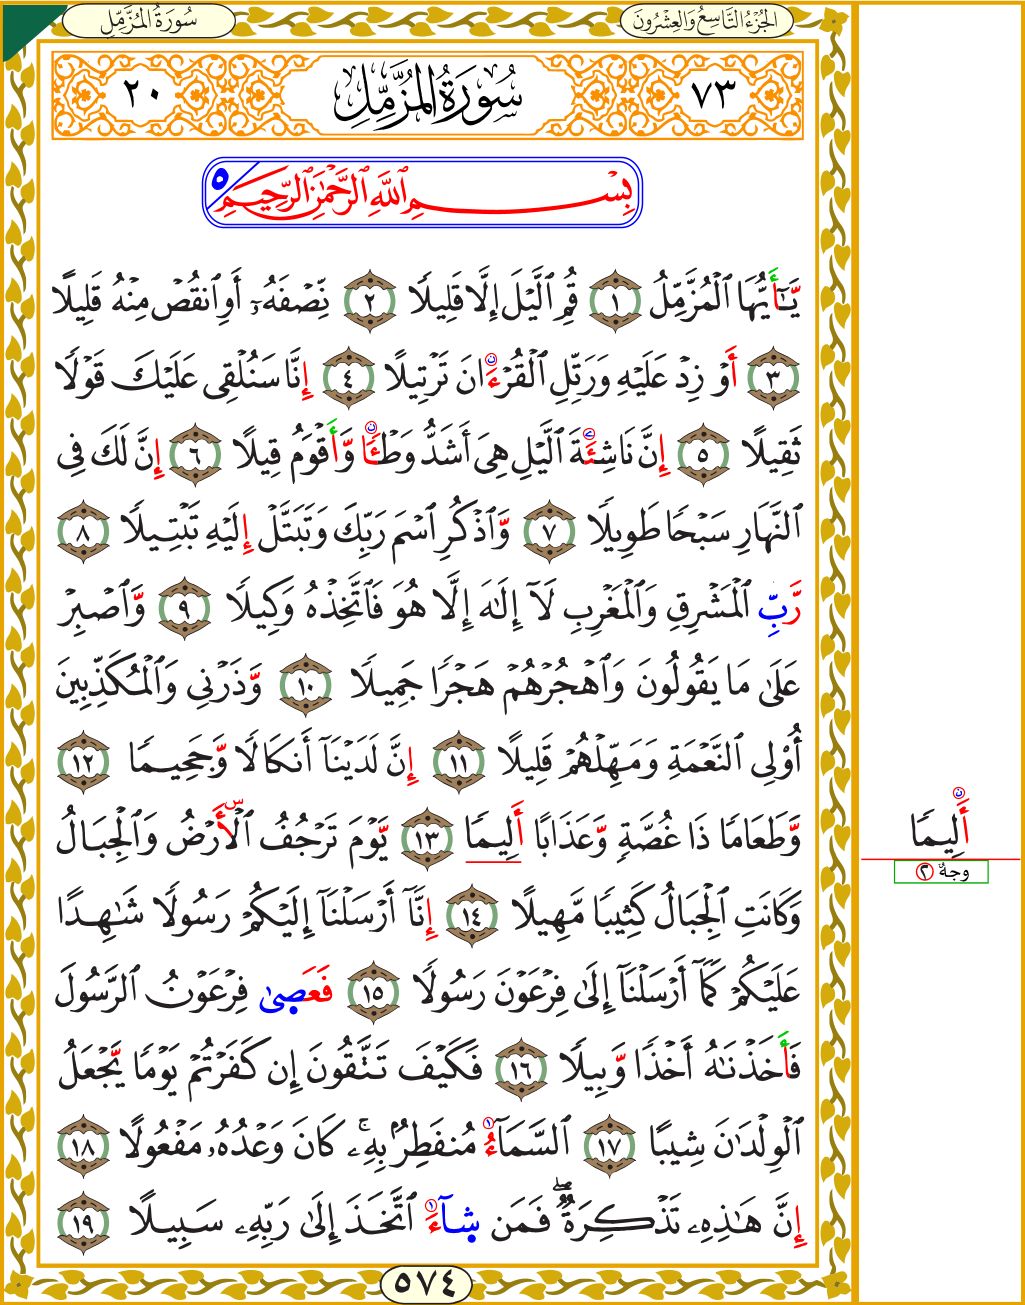 سُورَةُ الْمُزَّمِّلِ
الجُزْءُ التَّاسِعُ وَالعِشْرُونَ
٧٣ سُورَةُ الْمُزَّمِّلِ ٢٠
بِسْمِ ٱللَّهِ ٱلرَّحْمَٰنِ ٱلرَّحِيمِ ٥
يَٰٓأَيُّهَا ٱلْمُزَّمِّلُ ١ قُمِ ٱلَّيْلَ إِلَّا قَلِيلًا ٢ نِّصْفَهُۥٓ أَوِ ٱنقُصْ مِنْهُ قَلِيلًا
٣ أَوْ زِدْ عَلَيْهِ وَرَتِّلِ ٱلْقُرْءَانَ تَرْتِيلًا ٤ إِنَّا سَنُلْقِى عَلَيْكَ قَوْلًا
ثَقِيلًا ٥ إِنَّ نَاشِئَةَ ٱلَّيْلِ هِىَ أَشَدُّ وَطْـًٔا وَّأَقْوَمُ قِيلًا ٦ إِنَّ لَكَ فِى
ٱلنَّهَارِ سَبْحًا طَوِيلًا ٧ وَّٱذْكُرِ ٱسْمَ رَبِّكَ وَتَبَتَّلْ إِلَيْهِ تَبْتِيلًا ٨
رَّبِّ ٱلْمَشْرِقِ وَٱلْمَغْرِبِ لَآ إِلَٰهَ إِلَّا هُوَ فَٱتَّخِذْهُ وَكِيلًا ٩ وَّٱصْبِرْ
عَلَىٰ مَا يَقُولُونَ وَٱهْجُرْهُمْ هَجْرًا جَمِيلًا ١٠ وَّذَرْنِى وَٱلْمُكَذِّبِينَ
أُو۟لِى ٱلنَّعْمَةِ وَمَهِّلْهُمْ قَلِيلًا ١١ إِنَّ لَدَيْنَآ أَنكَالًا وَّجَحِيمًا ١٢
وَّطَعَامًا ذَا غُصَّةٍ وَّعَذَابًا أَلِيمًا ١٣ يَّوْمَ تَرْجُفُ ٱلْأَرْضُ وَٱلْجِبَالُ
وَكَانَتِ ٱلْجِبَالُ كَثِيبًا مَّهِيلًا ١٤ إِنَّآ أَرْسَلْنَآ إِلَيْكُمْ رَسُولًا شَٰهِدًا
عَلَيْكُمْ كَمَآ أَرْسَلْنَآ إِلَىٰ فِرْعَوْنَ رَسُولًا ١٥ فَعَصَىٰ فِرْعَوْنُ ٱلرَّسُولَ
فَأَخَذْنَٰهُ أَخْذًا وَّبِيلًا ١٦ فَكَيْفَ تَتَّقُونَ إِن كَفَرْتُمْ يَوْمًا يَّجْعَلُ
ٱلْوِلْدَٰنَ شِيبًا ١٧ ٱلسَّمَآءُ مُنفَطِرٌۢ بِهِۦ كَانَ وَعْدُهُۥ مَفْعُولًا ١٨
إِنَّ هَٰذِهِۦ تَذْكِرَةٌ ۖ فَمَن شَآءَ ٱتَّخَذَ إِلَىٰ رَبِّهِۦ سَبِيلًا ١٩
أَلِيمًا
٢ وجهٌ
٥٧٤